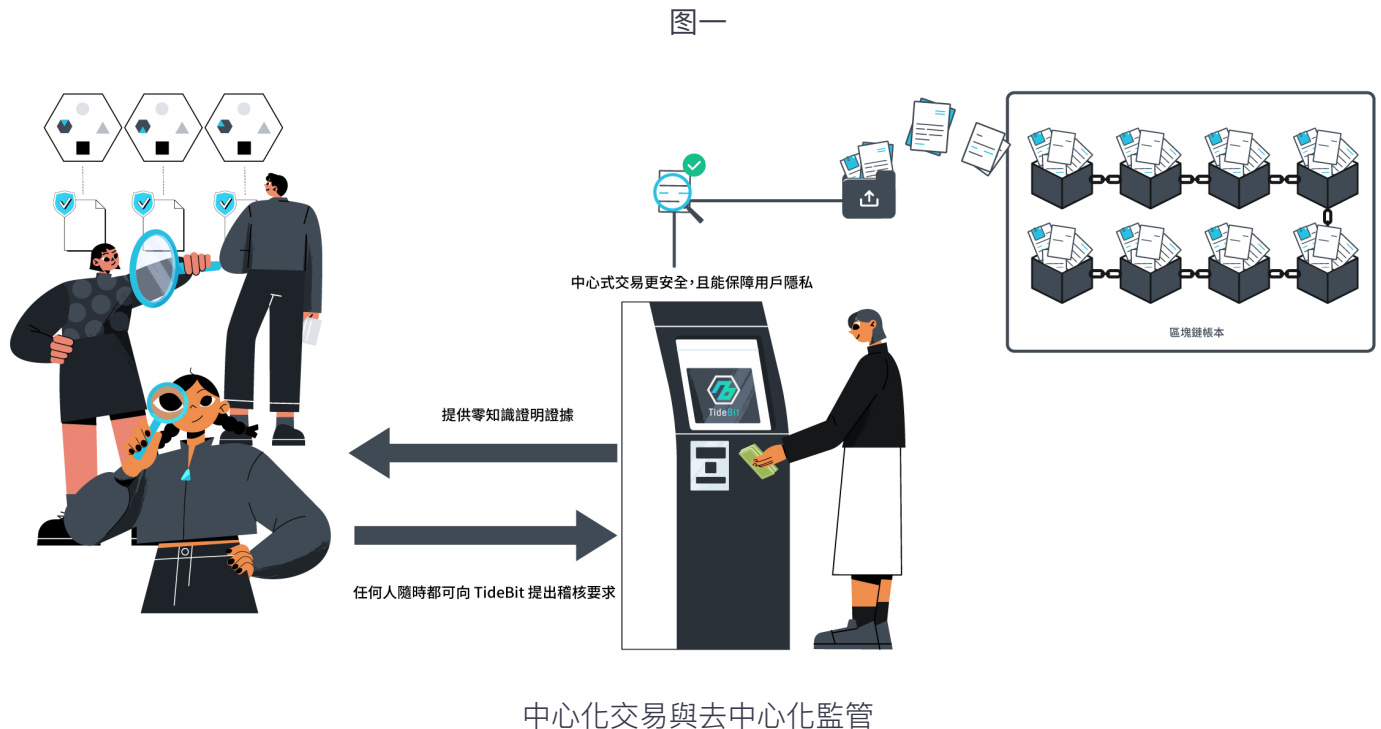 图一
中心式交易更安全，且能保障用戶隱私
區塊鏈帳本
TideBit
提供零知識證明證據
任何人隨時都可向 TideBit 提出稽核要求
中心化交易與去中心化監管